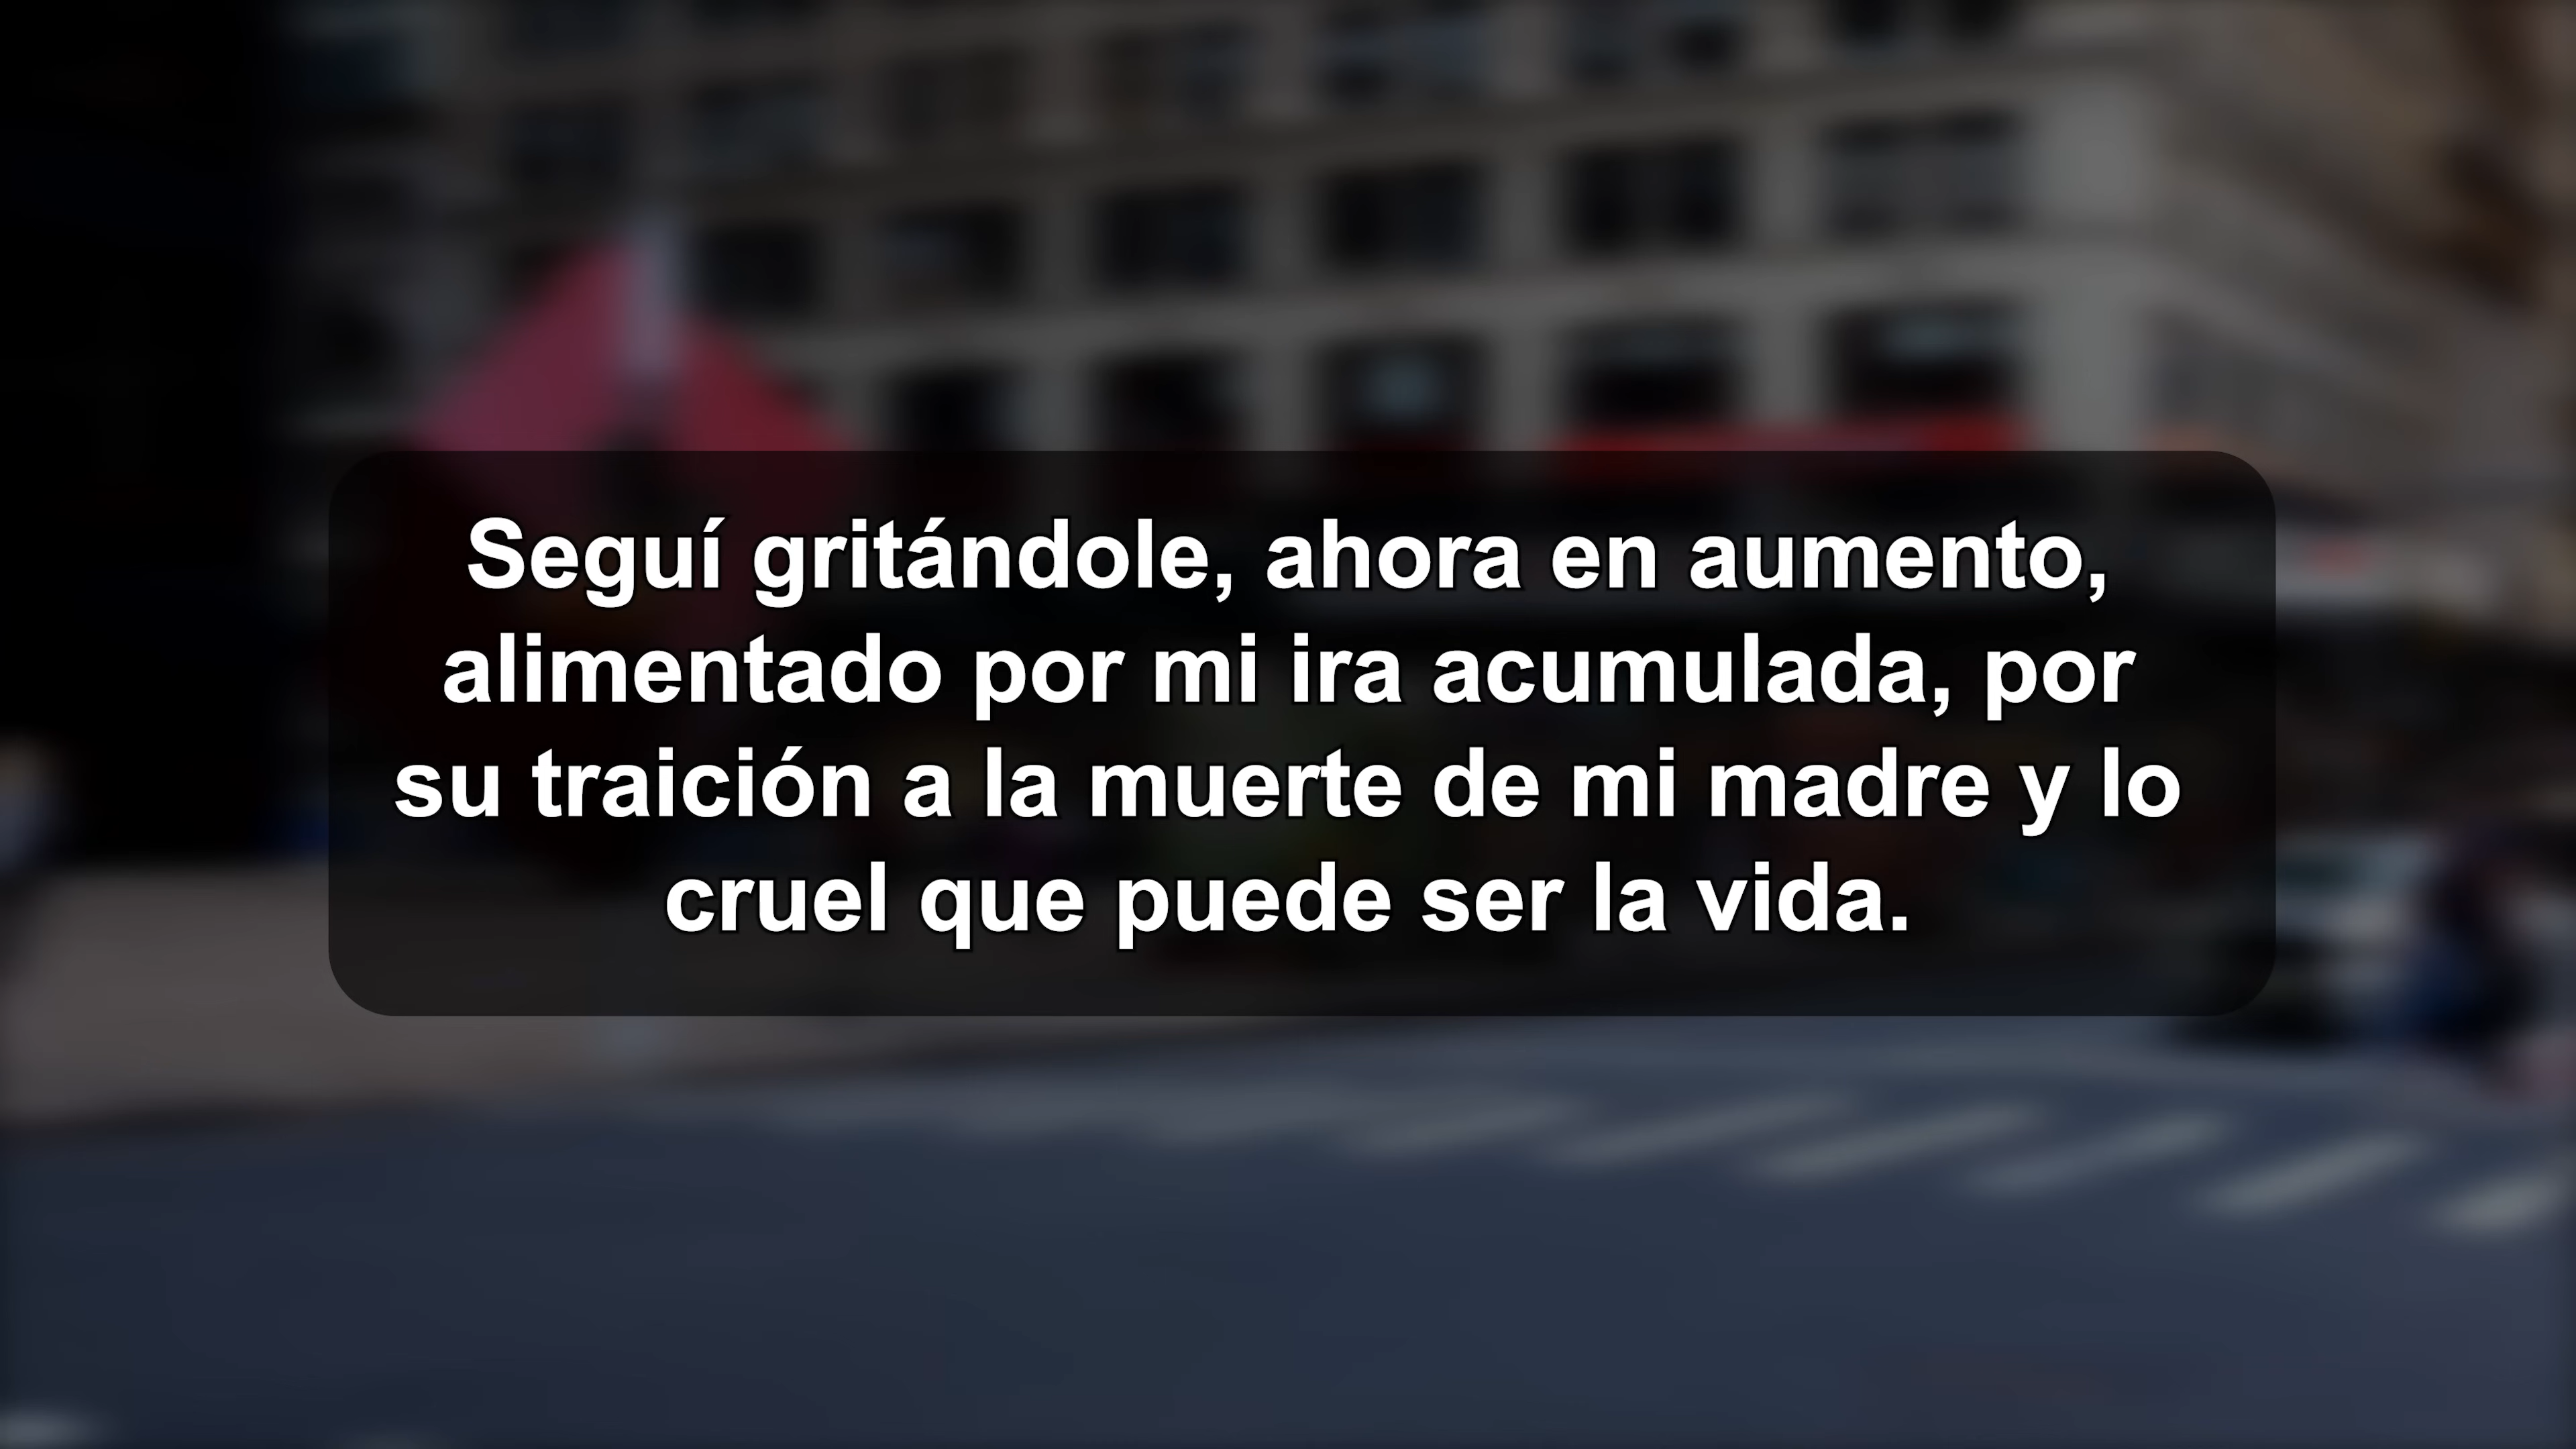 Seguí gritándole, ahora en aumento,
alimentado por mi ira acumulada, por
su traición a la muerte de mi madre y lo
cruel que puede ser la vida.